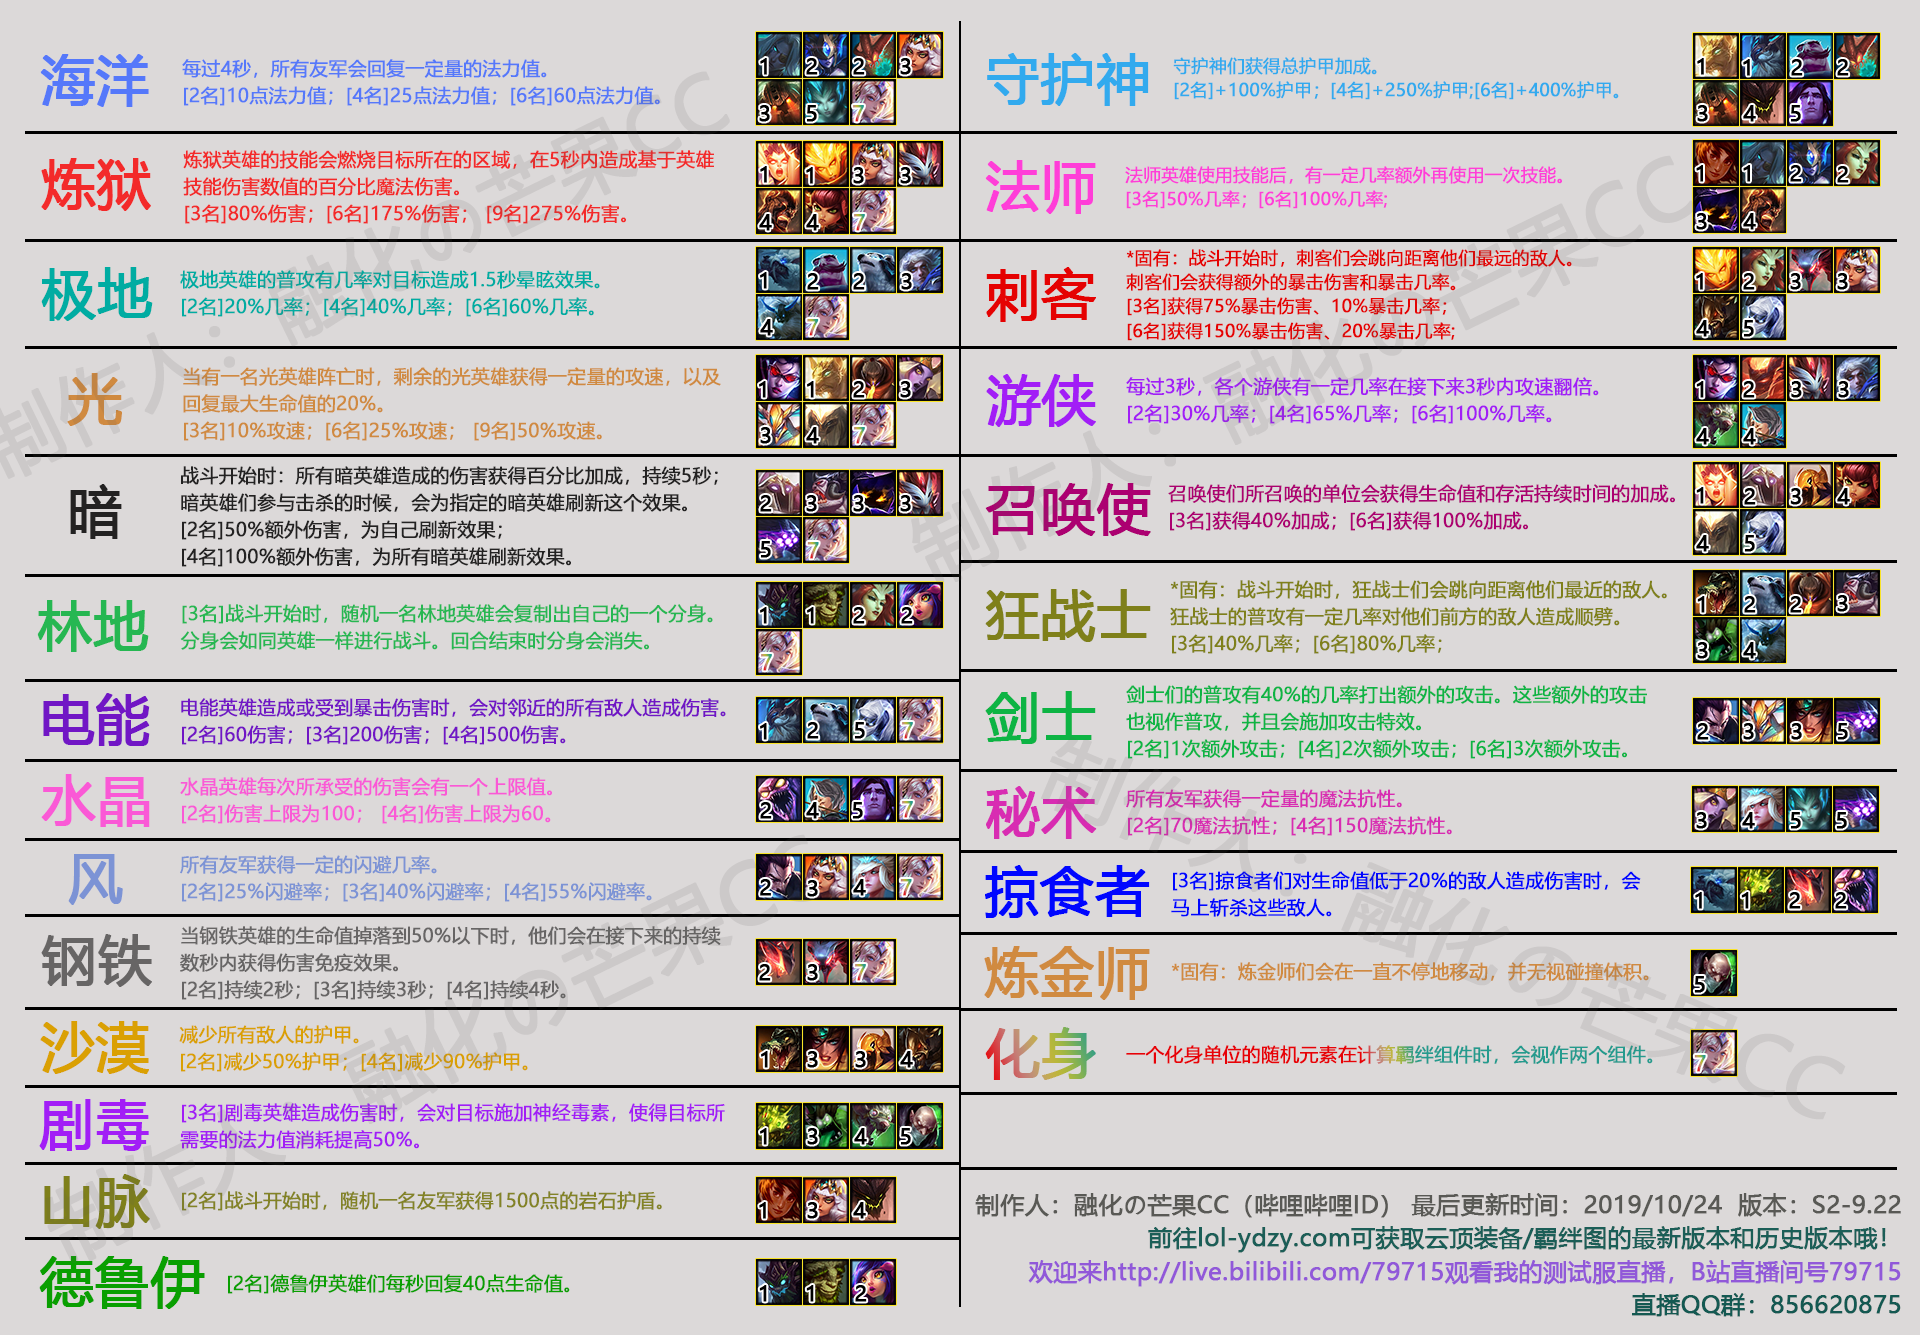 海洋
每过4秒，所有友军会回复一定量的法力值。
[2名]10点法力值；[4名]25点法力值；[6名]60点法力值。
1 2 2 3
3 5 7
炼狱
炼狱英雄的技能会燃烧目标所在的区域，在5秒内造成基于英雄
技能伤害数值的百分比魔法伤害。
[3名]80%伤害；[6名]175%伤害； [9名]275%伤害。
1 1 3 3
4 4 7
极地
极地英雄的普攻有几率对目标造成1.5秒晕眩效果。
[2名]20%几率；[4名]40%几率；[6名]60%几率。
1 2 2 3
4 7
光
当有一名光英雄阵亡时，剩余的光英雄获得一定量的攻速，以及
回复最大生命值的20%。
[3名]10%攻速；[6名]25%攻速； [9名]50%攻速。
1 1 2 3
3 4 7
暗
战斗开始时：所有暗英雄造成的伤害获得百分比加成，持续5秒；
暗英雄们参与击杀的时候，会为指定的暗英雄刷新这个效果。
[2名]50%额外伤害，为自己刷新效果；
[4名]100%额外伤害，为所有暗英雄刷新效果。
2 3 3 3
5 7
林地
[3名]战斗开始时，随机一名林地英雄会复制出自己的一个分身。
分身会如同英雄一样进行战斗。回合结束时分身会消失。
1 1 2 2
7
电能
电能英雄造成或受到暴击伤害时，会对邻近的所有敌人造成伤害。
[2名]60伤害；[3名]200伤害；[4名]500伤害。
1 2 5 7
水晶
水晶英雄每次所承受的伤害会有一个上限值。
[2名]伤害上限为100； [4名]伤害上限为60。
2 4 5 7
风
所有友军获得一定的闪避几率。
[2名]25%闪避率；[3名]40%闪避率；[4名]55%闪避率。
2 3 4 7
钢铁
当钢铁英雄的生命值掉落到50%以下时，他们会在接下来的持续
数秒内获得伤害免疫效果。
[2名]持续2秒；[3名]持续3秒；[4名]持续4秒。
2 3 7
沙漠
减少所有敌人的护甲。
[2名]减少50%护甲；[4名]减少90%护甲。
1 3 3 4
剧毒
[3名]剧毒英雄造成伤害时，会对目标施加神经毒素，使得目标所
需要的法力值消耗提高50%。
1 3 4 5
山脉
[2名]战斗开始时，随机一名友军获得1500点的岩石护盾。
1 3 4
德鲁伊
[2名]德鲁伊英雄们每秒回复40点生命值。
1 1 2
守护神
守护神们获得总护甲加成。
[2名]+100%护甲；[4名]+250%护甲;[6名]+400%护甲。
1 1 2 2
3 4 5
法师
法师英雄使用技能后，有一定几率额外再使用一次技能。
[3名]50%几率；[6名]100%几率;
1 1 2 2
3 4
刺客
*固有：战斗开始时，刺客们会跳向距离他们最远的敌人。
刺客们会获得额外的暴击伤害和暴击几率。
[3名]获得75%暴击伤害、10%暴击几率；
[6名]获得150%暴击伤害、20%暴击几率;
1 2 3 3
4 5
游侠
每过3秒，各个游侠有一定几率在接下来3秒内攻速翻倍。
[2名]30%几率；[4名]65%几率；[6名]100%几率。
1 2 3 3
4 4
召唤使
召唤使们所召唤的单位会获得生命值和存活持续时间的加成。
[3名]获得40%加成；[6名]获得100%加成。
1 2 3 4
4 5
狂战士
*固有：战斗开始时，狂战士们会跳向距离他们最近的敌人。
狂战士的普攻有一定几率对他们前方的敌人造成顺劈。
[3名]40%几率；[6名]80%几率；
1 2 2 3
3 4
剑士
剑士们的普攻有40%的几率打出额外的攻击。这些额外的攻击
也视作普攻，并且会施加攻击特效。
[2名]1次额外攻击；[4名]2次额外攻击；[6名]3次额外攻击。
2 3 3 5
秘术
所有友军获得一定量的魔法抗性。
[2名]70魔法抗性；[4名]150魔法抗性。
3 4 5 5
掠食者
[3名]掠食者们对生命值低于20%的敌人造成伤害时，会
马上斩杀这些敌人。
1 1 2 2
炼金师
*固有：炼金师们会在一直不停地移动，并无视碰撞体积。
5
化身
一个化身单位的随机元素在计算羁绊组件时，会视作两个组件。
7
制作人：融化の芒果CC（哔哩哔哩ID） 最后更新时间：2019/10/24 版本：S2-9.22
前往lol-ydzy.com可获取云顶装备/羁绊图的最新版本和历史版本哦！
欢迎来http://live.bilibili.com/79715观看我的测试服直播，B站直播间号79715
直播QQ群：856620875
制作人：融化の芒果CC
制作人：融化の芒果CC
制作人：融化の芒果CC
制作人：融化の芒果CC